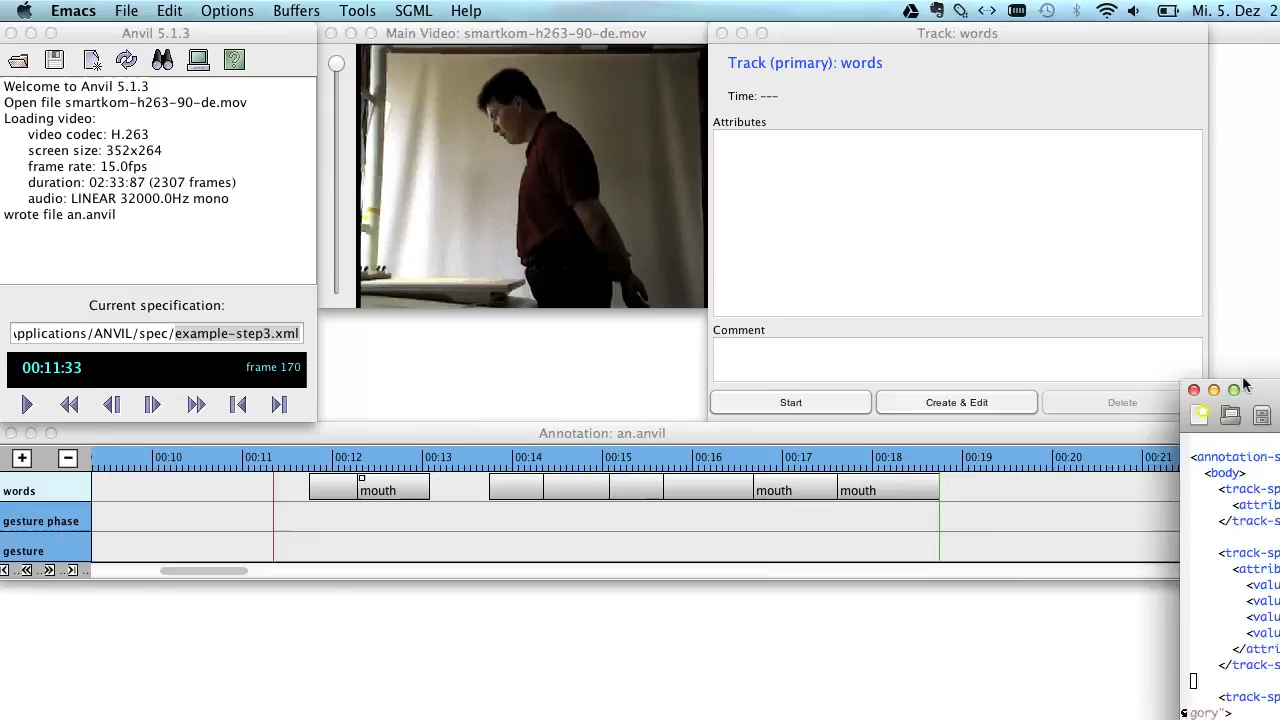 Emacs File Edit Options Buffers Tools SGML Help Mi. 5. Dez 2
Anvil 5.1.3
Main Video: smartkom-h263-90-de.mov
Track: words
Welcome to Anvil 5.1.3
Open file smartkom-h263-90-de.mov
Loading video:
video codec: H.263
screen size: 352x264
frame rate: 15.0fps
duration: 02:33:87 (2307 frames)
audio: LINEAR 32000.0Hz mono
wrote file an.anvil
Current specification:
pplications/ANVIL/spec/example-step3.xml
00:11:33 frame 170
Track (primary): words
Time: ---
Attributes
Comment
Start Create & Edit Delete
Annotation: an.anvil
00:10 00:11 00:12 00:13 00:14 00:15 00:16 00:17 00:18 00:19 00:20 00:21
words mouth mouth mouth
gesture phase
gesture
<annotation-s
<body>
<track-sp
<attrib
</track-s
<track-sp
<attrib
<valu
<valu
<valu
<valu
</attri
</track-s
<track-sp
gory">